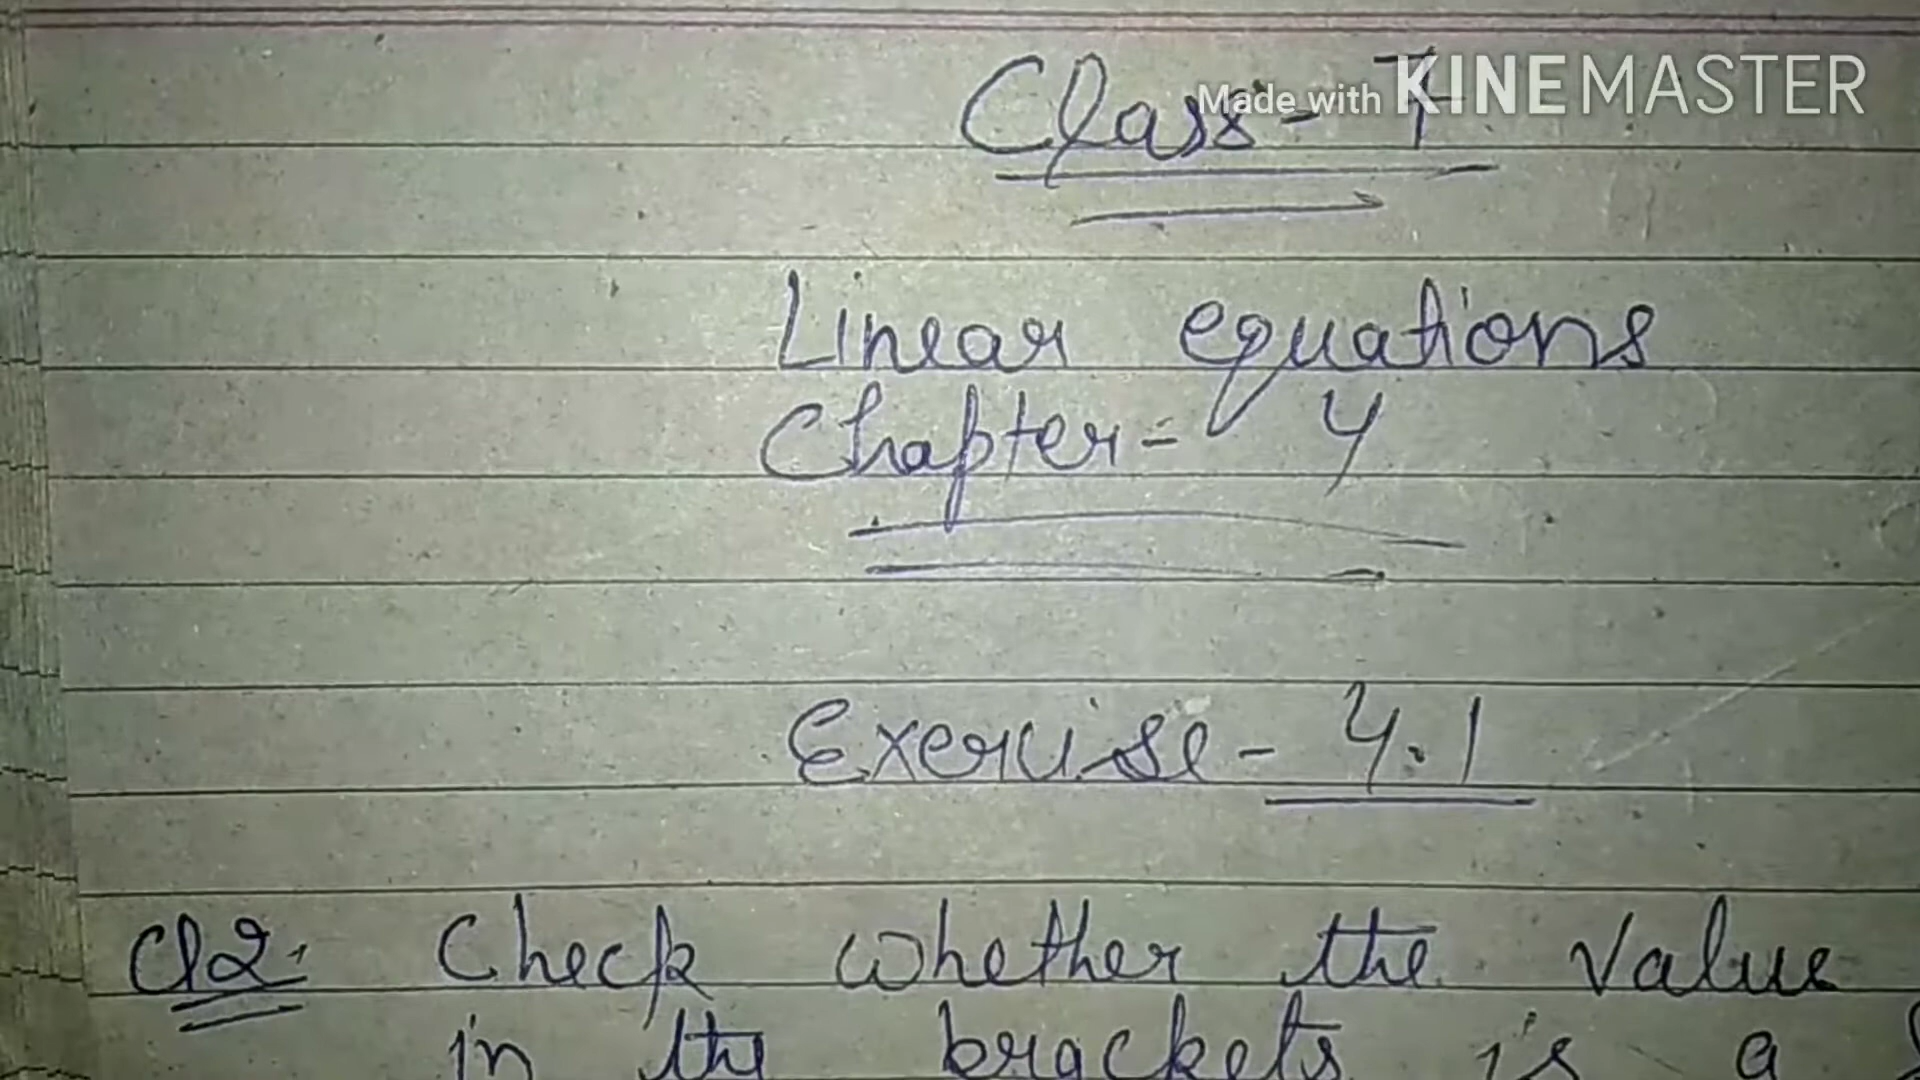 Class - 7
Made with KINEMASTER
Linear equations
Chapter - 4
Exercise - 4.1
Q2. Check whether the value
in the brackets is a